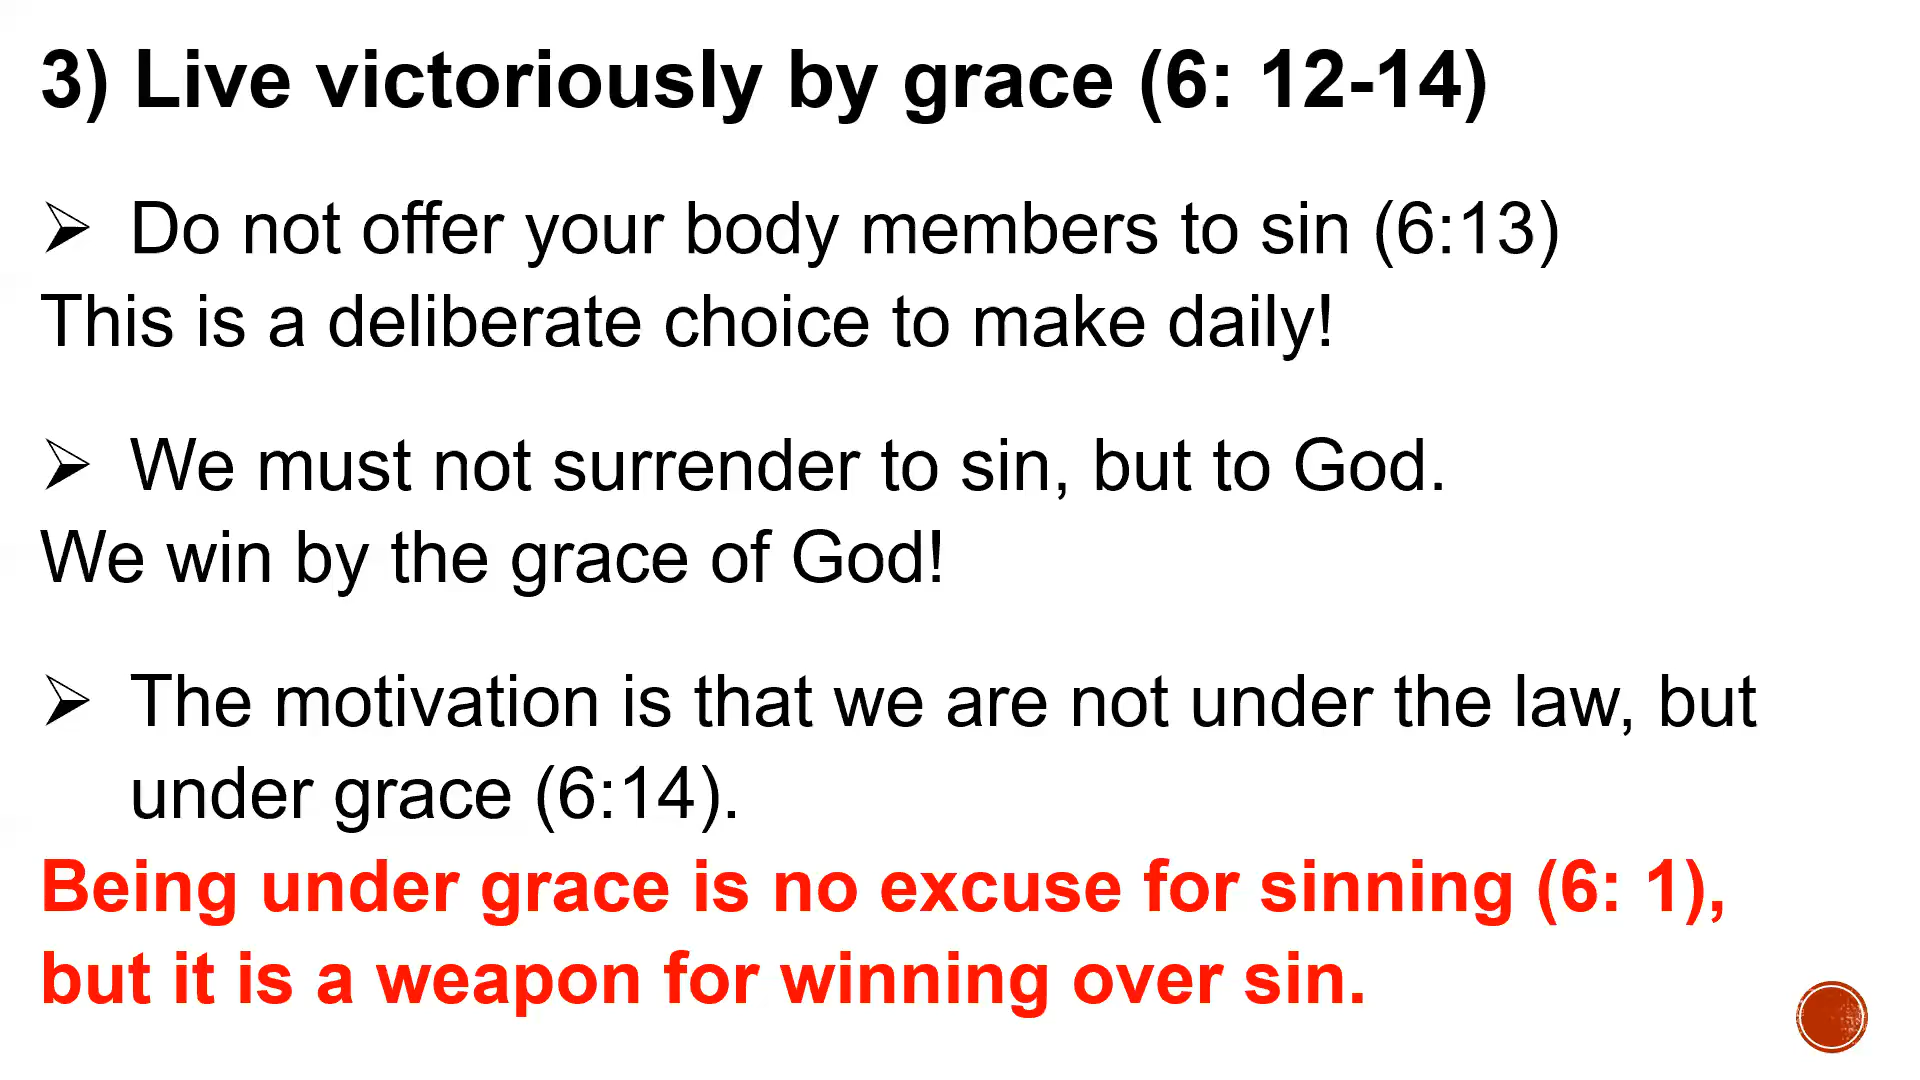 3) Live victoriously by grace (6: 12-14)
➢ Do not offer your body members to sin (6:13)
This is a deliberate choice to make daily!
➢ We must not surrender to sin, but to God.
We win by the grace of God!
➢ The motivation is that we are not under the law, but
under grace (6:14).
Being under grace is no excuse for sinning (6: 1),
but it is a weapon for winning over sin.